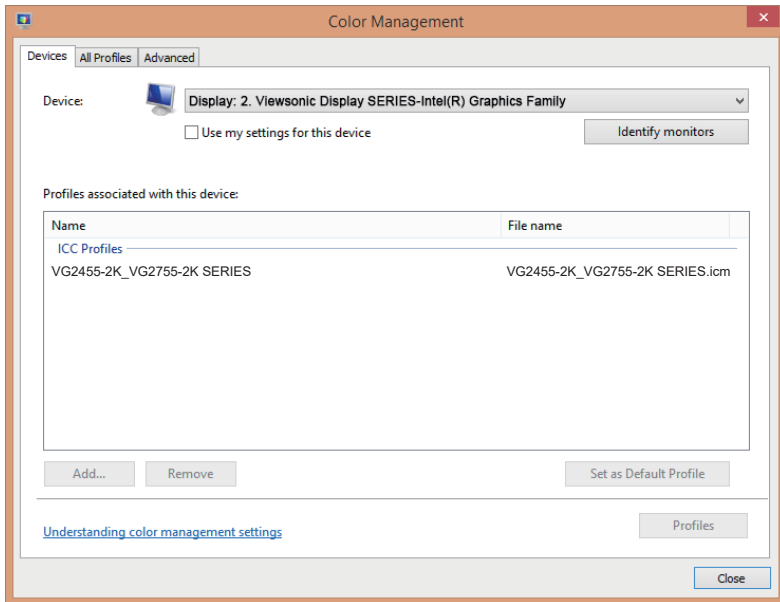 Color Management
Devices All Profiles Advanced
Device: Display: 2. Viewsonic Display SERIES-Intel(R) Graphics Family
Use my settings for this device Identify monitors
Profiles associated with this device:
Name File name
ICC Profiles
VG2455-2K_VG2755-2K SERIES VG2455-2K_VG2755-2K SERIES.icm
Add... Remove Set as Default Profile
Understanding color management settings Profiles
Close